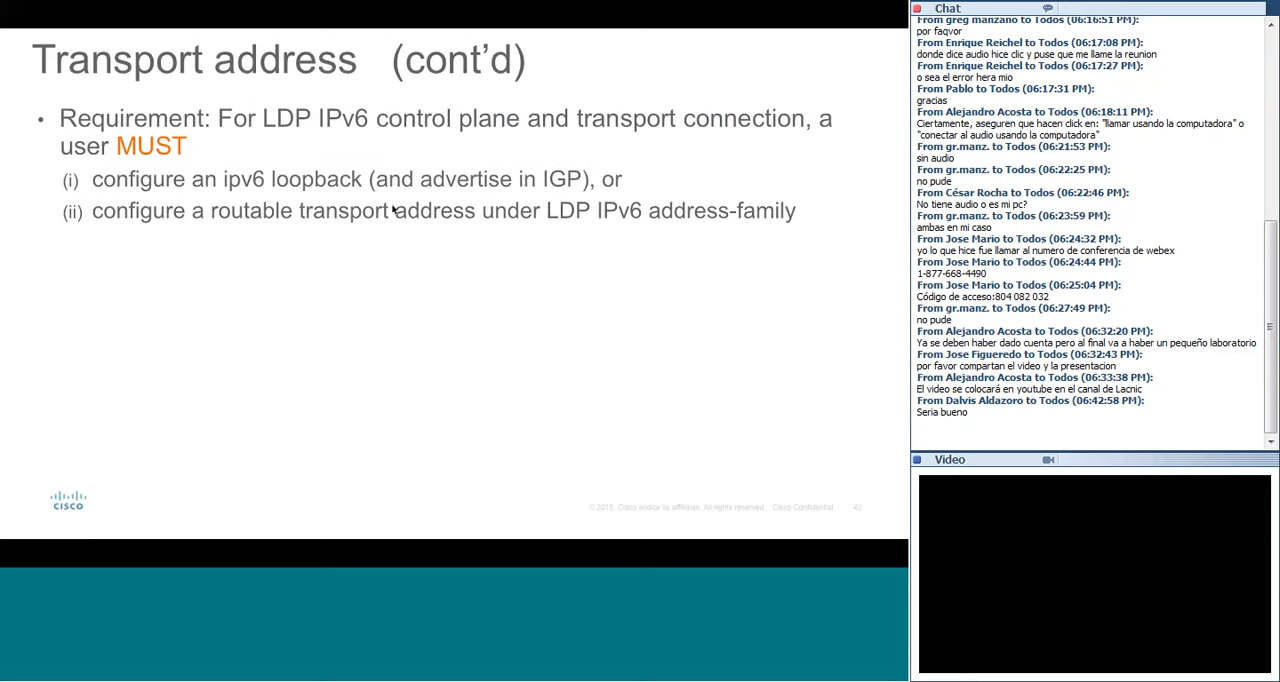 Transport address (cont’d)
• Requirement: For LDP IPv6 control plane and transport connection, a
user MUST
(i) configure an ipv6 loopback (and advertise in IGP), or
(ii) configure a routable transport address under LDP IPv6 address-family
CISCO
© 2015 Cisco and/or its affiliates. All rights reserved. Cisco Confidential 42
Chat
From greg manzano to Todos (06:16:51 PM):
por faqvor
From Enrique Reichel to Todos (06:17:08 PM):
donde dice audio hice clic y puse que me llame la reunion
From Enrique Reichel to Todos (06:17:27 PM):
o sea el error hera mio
From Pablo to Todos (06:17:31 PM):
gracias
From Alejandro Acosta to Todos (06:18:11 PM):
Ciertamente, aseguren que hacen click en: "llamar usando la computadora" o
"conectar al audio usando la computadora"
From gr.manz. to Todos (06:21:53 PM):
sin audio
From gr.manz. to Todos (06:22:25 PM):
no pude
From César Rocha to Todos (06:22:46 PM):
No tiene audio o es mi pc?
From gr.manz. to Todos (06:23:59 PM):
ambas en mi caso
From Jose Mario to Todos (06:24:32 PM):
yo lo que hice fue llamar al numero de conferencia de webex
From Jose Mario to Todos (06:24:44 PM):
1-877-668-4490
From Jose Mario to Todos (06:25:04 PM):
Código de acceso:804 082 032
From gr.manz. to Todos (06:27:49 PM):
no pude
From Alejandro Acosta to Todos (06:32:20 PM):
Ya se deben haber dado cuenta pero al final va a haber un pequeño laboratorio
From Jose Figueredo to Todos (06:32:43 PM):
por favor compartan el video y la presentacion
From Alejandro Acosta to Todos (06:33:38 PM):
El video se colocará en youtube en el canal de Lacnic
From Dalvis Aldazoro to Todos (06:42:58 PM):
Seria bueno
Video